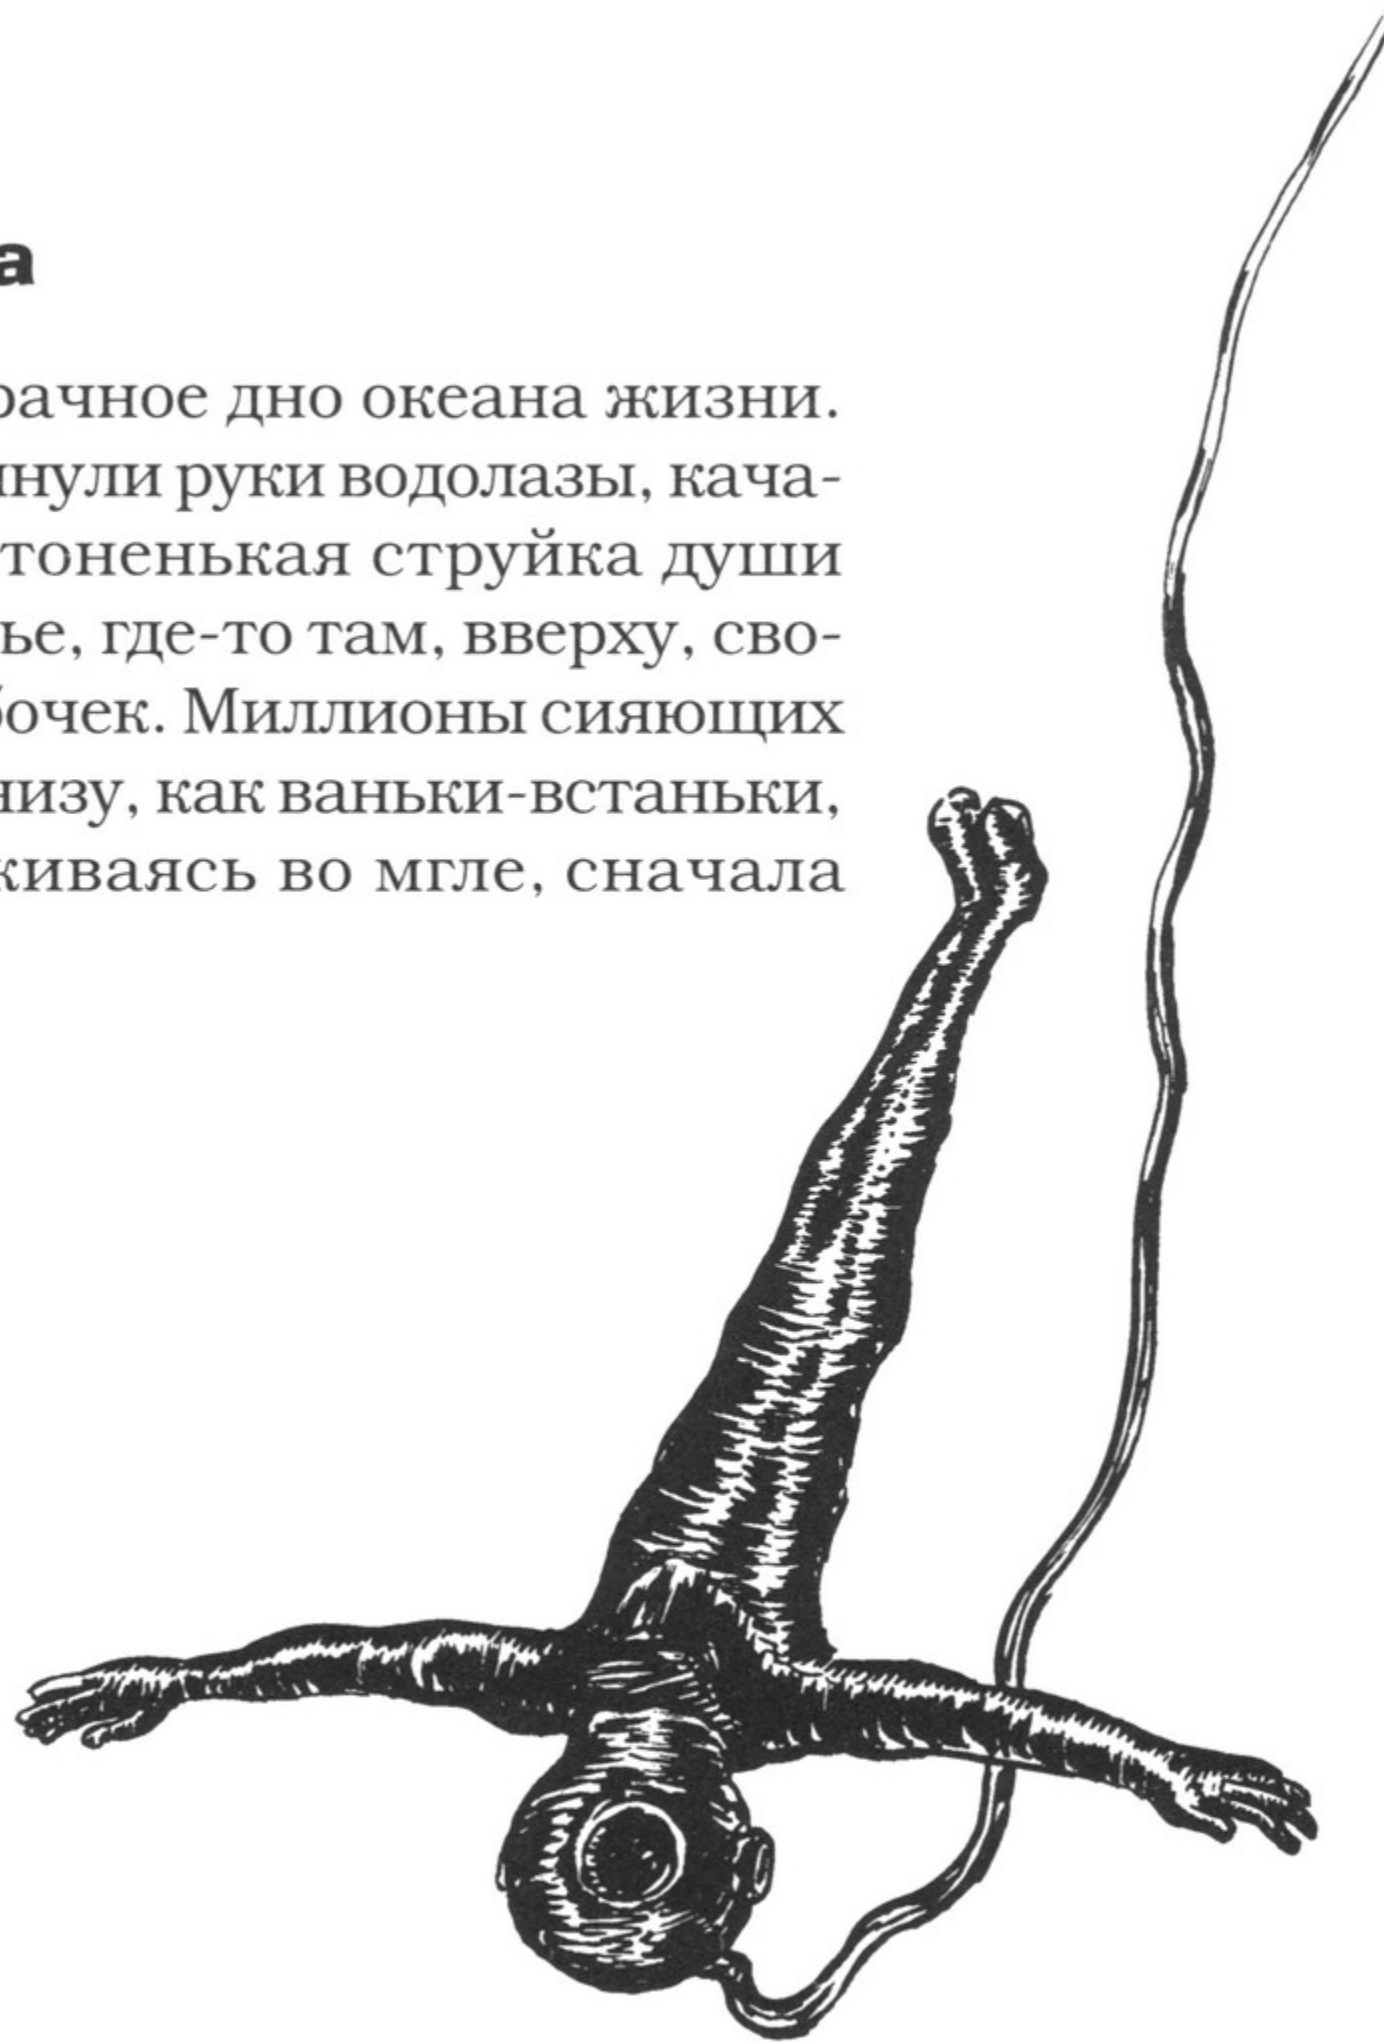 а
рачное дно океана жизни.
нули руки водолазы, кача-
тоненькая струйка души
ье, где-то там, вверху, сво-
бочек. Миллионы сияющих
низу, как ваньки-встаньки,
киваясь во мгле, сначала